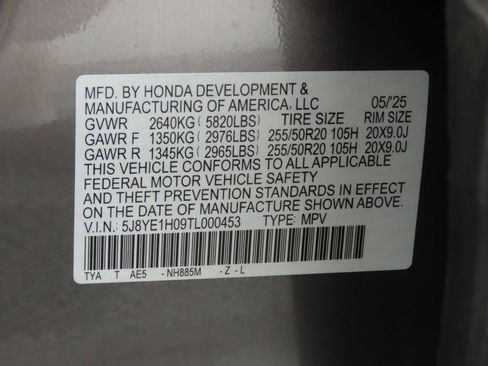 MFD. BY HONDA DEVELOPMENT &
MANUFACTURING OF AMERICA, LLC 05/'25
GVWR 2640KG (5820LBS) TIRE SIZE RIM SIZE
GAWR F 1350KG (2976LBS) 255/50R20 105H 20X9.0J
GAWR R 1345KG (2965LBS) 255/50R20 105H 20X9.0J
THIS VEHICLE CONFORMS TO ALL APPLICABLE
FEDERAL MOTOR VEHICLE SAFETY
AND THEFT PREVENTION STANDARDS IN EFFECT
ON THE DATE OF MANUFACTURE SHOWN ABOVE.
V.I.N.: 5J8YE1H09TL000453 TYPE: MPV
TYA T AE5 -NH885M -Z-L